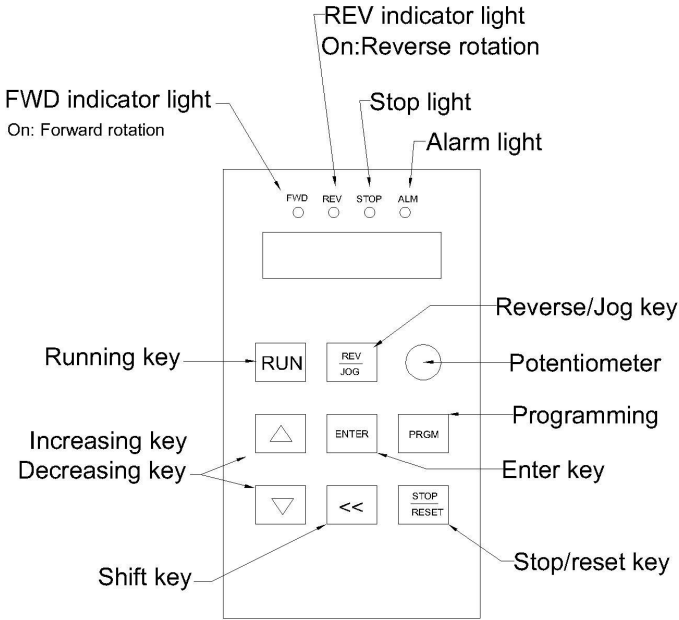 REV indicator light
On:Reverse rotation
FWD indicator light
On: Forward rotation
Stop light
Alarm light
FWD REV STOP ALM
Reverse/Jog key
Running key
RUN
REV
JOG
Potentiometer
Programming
Increasing key
Decreasing key
ENTER
PRGM
Enter key
<<
STOP
RESET
Shift key
Stop/reset key